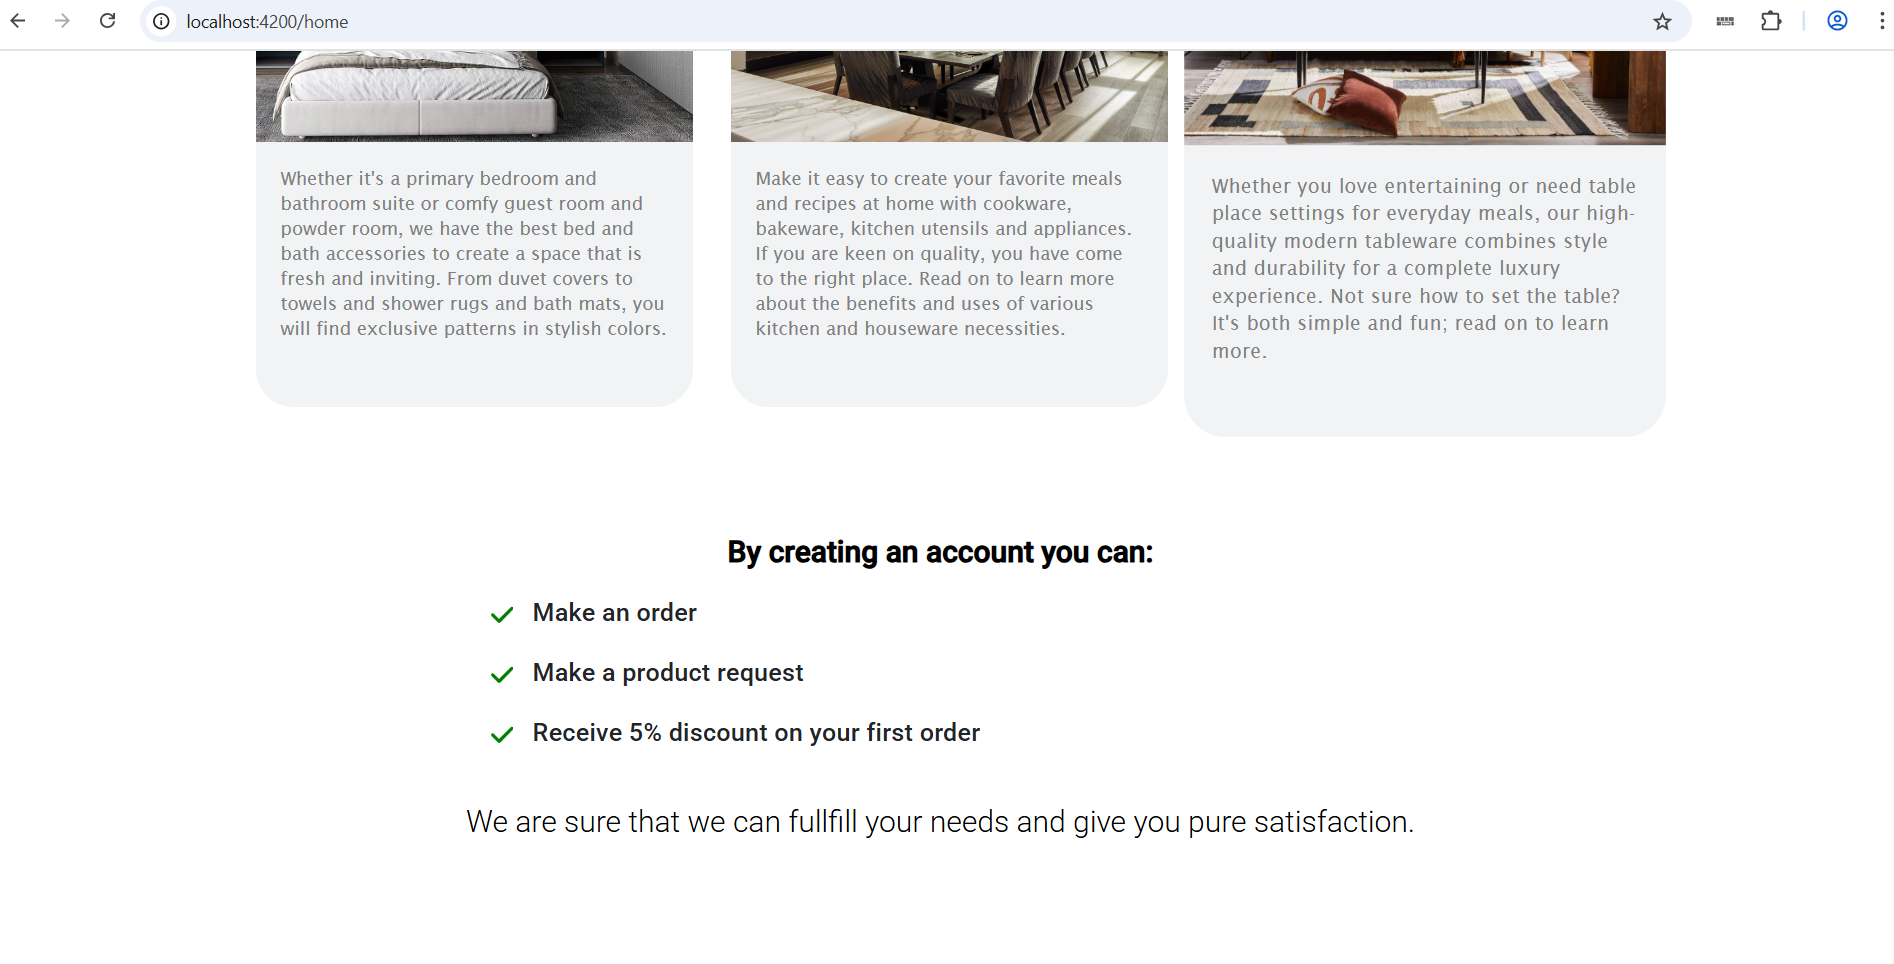 localhost:4200/home
Whether it's a primary bedroom and
bathroom suite or comfy guest room and
powder room, we have the best bed and
bath accessories to create a space that is
fresh and inviting. From duvet covers to
towels and shower rugs and bath mats, you
will find exclusive patterns in stylish colors.
Make it easy to create your favorite meals
and recipes at home with cookware,
bakeware, kitchen utensils and appliances.
If you are keen on quality, you have come
to the right place. Read on to learn more
about the benefits and uses of various
kitchen and houseware necessities.
Whether you love entertaining or need table
place settings for everyday meals, our high-
quality modern tableware combines style
and durability for a complete luxury
experience. Not sure how to set the table?
It's both simple and fun; read on to learn
more.
By creating an account you can:
Make an order
Make a product request
Receive 5% discount on your first order
We are sure that we can fullfill your needs and give you pure satisfaction.